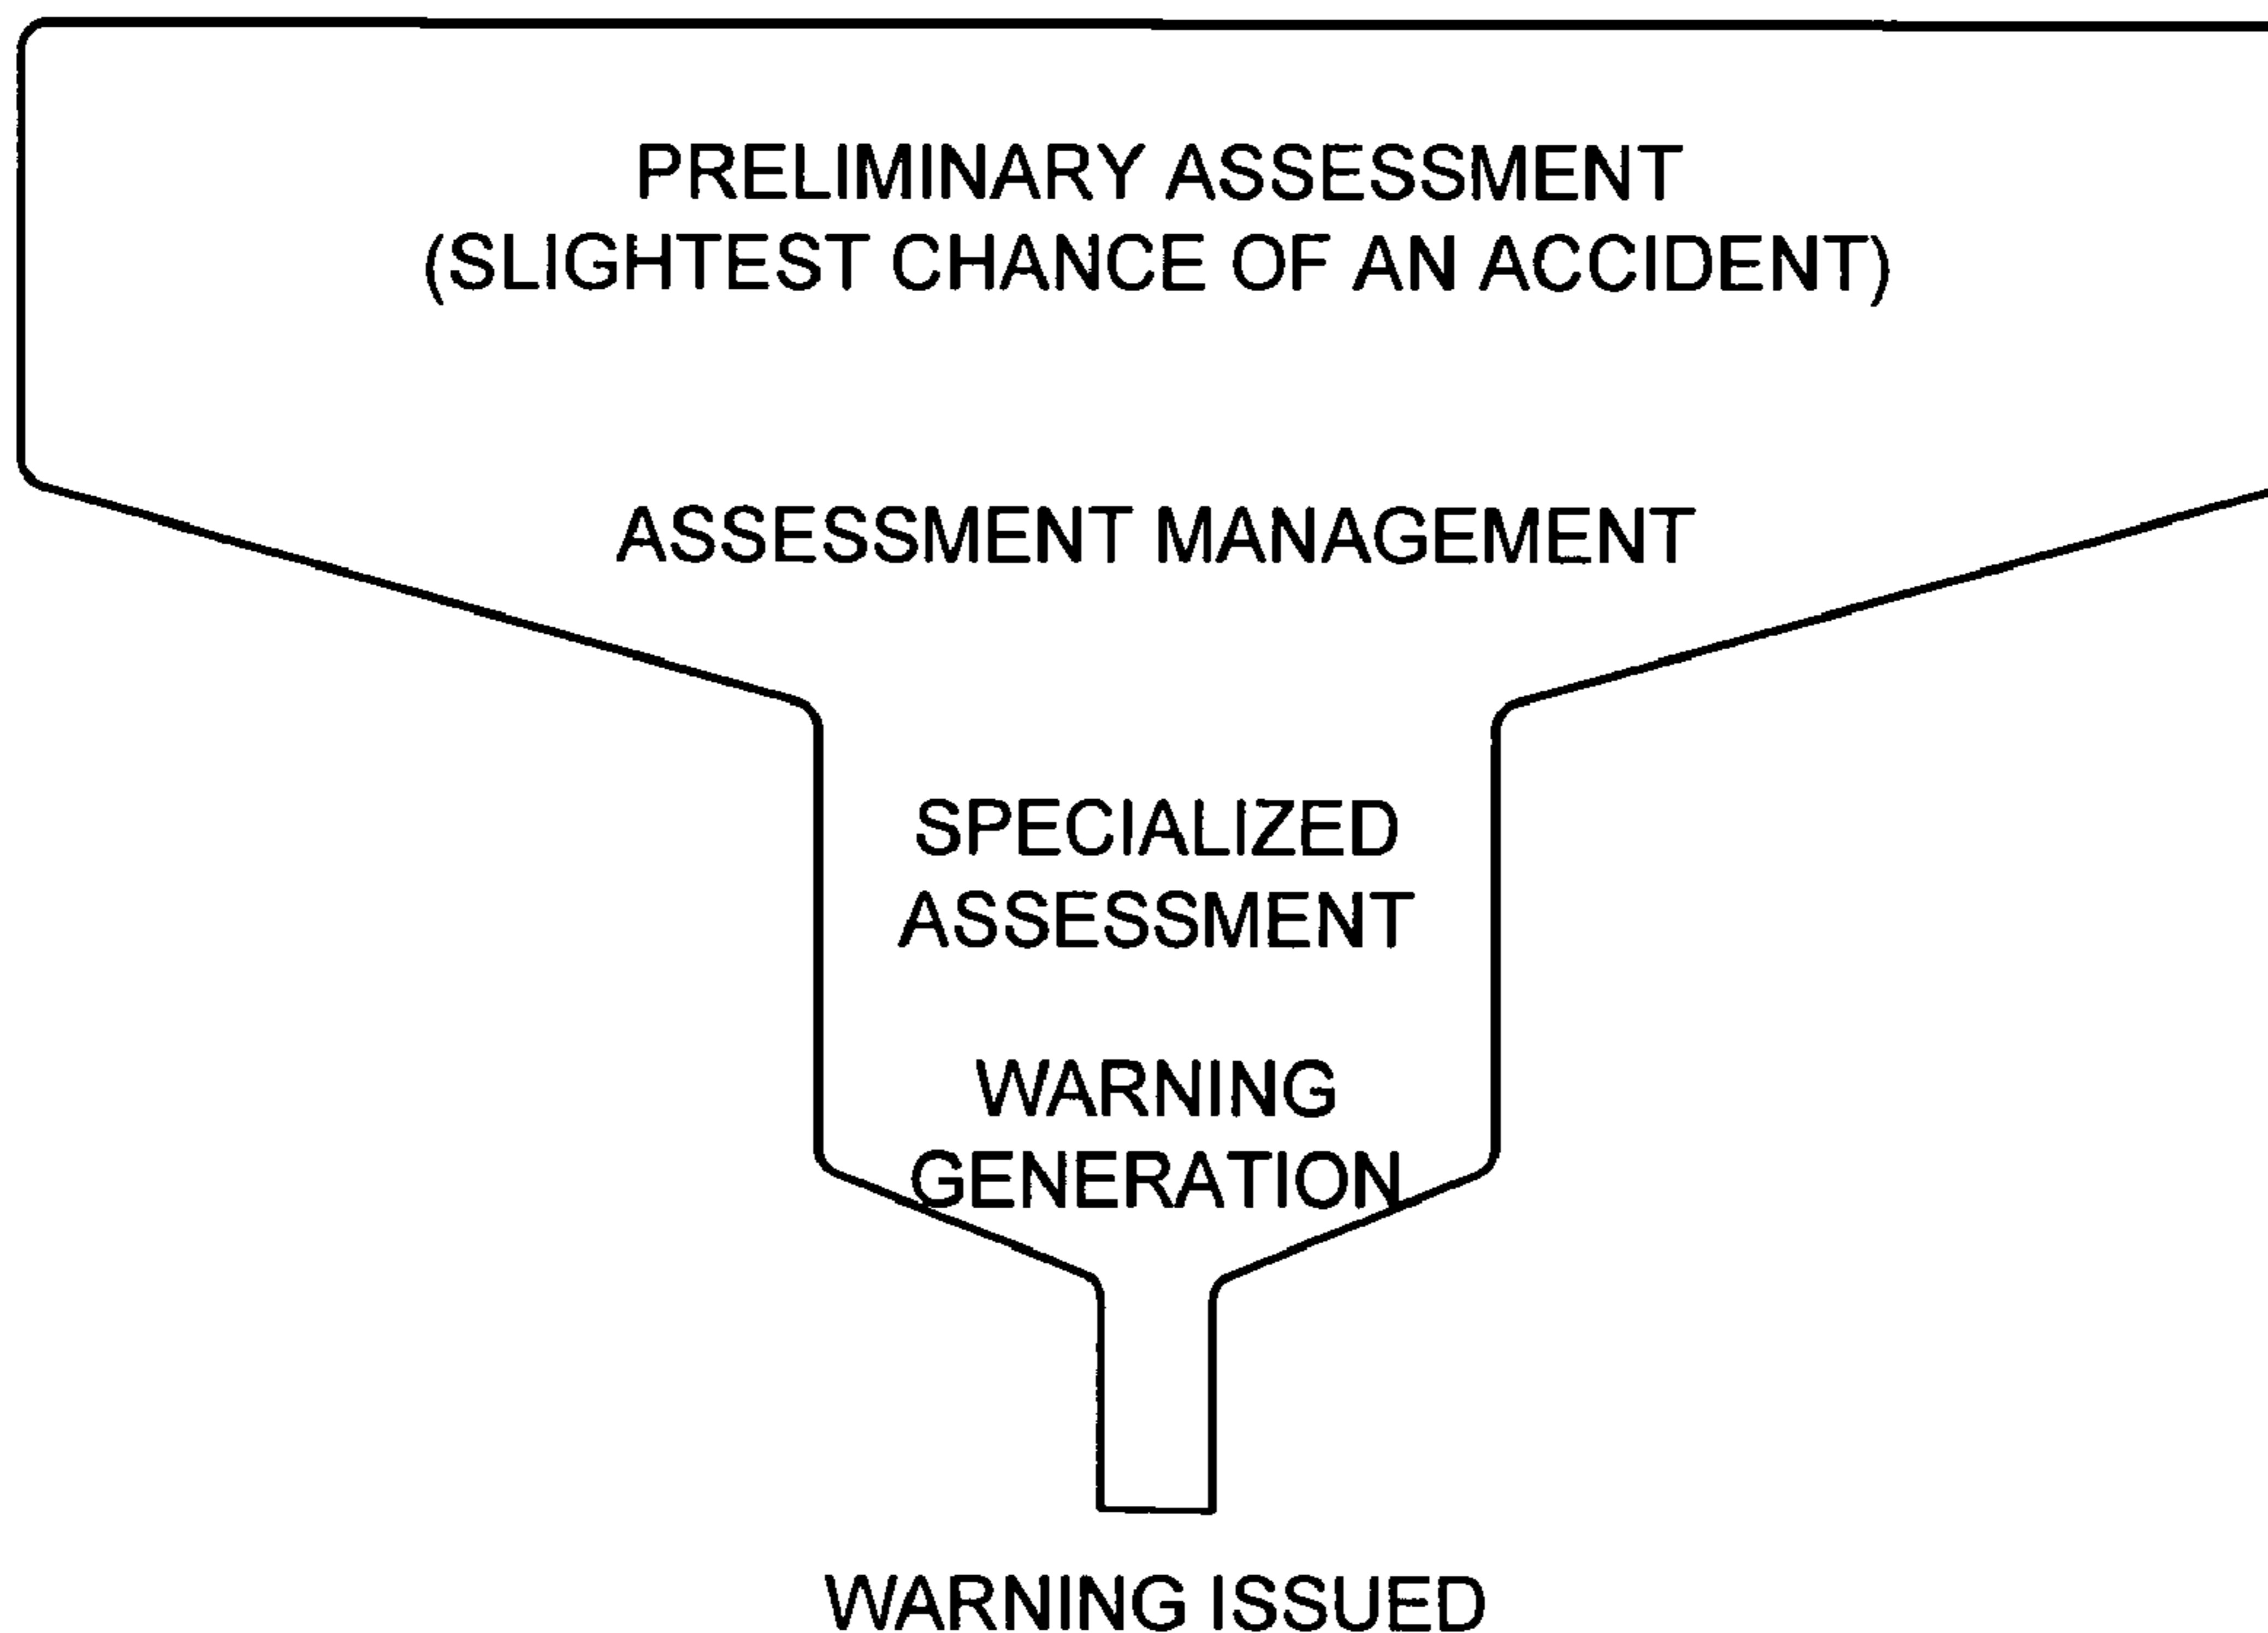 PRELIMINARY ASSESSMENT
(SLIGHTEST CHANCE OF AN ACCIDENT)
ASSESSMENT MANAGEMENT
SPECIALIZED
ASSESSMENT
WARNING
GENERATION
WARNING ISSUED